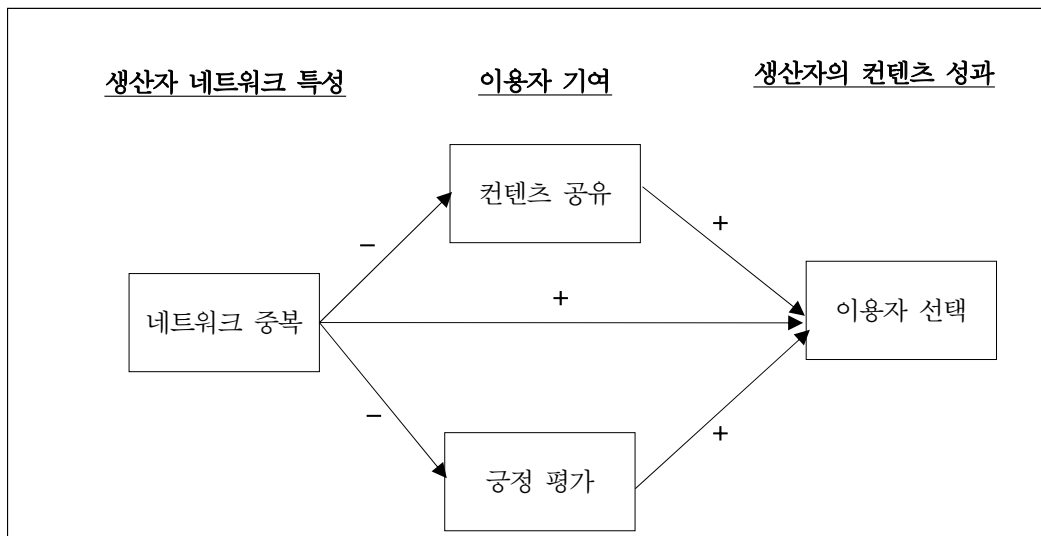 생산자 네트워크 특성
이용자 기여
생산자의 컨텐츠 성과
컨텐츠 공유
–
+
네트워크 중복
+
이용자 선택
–
+
긍정 평가